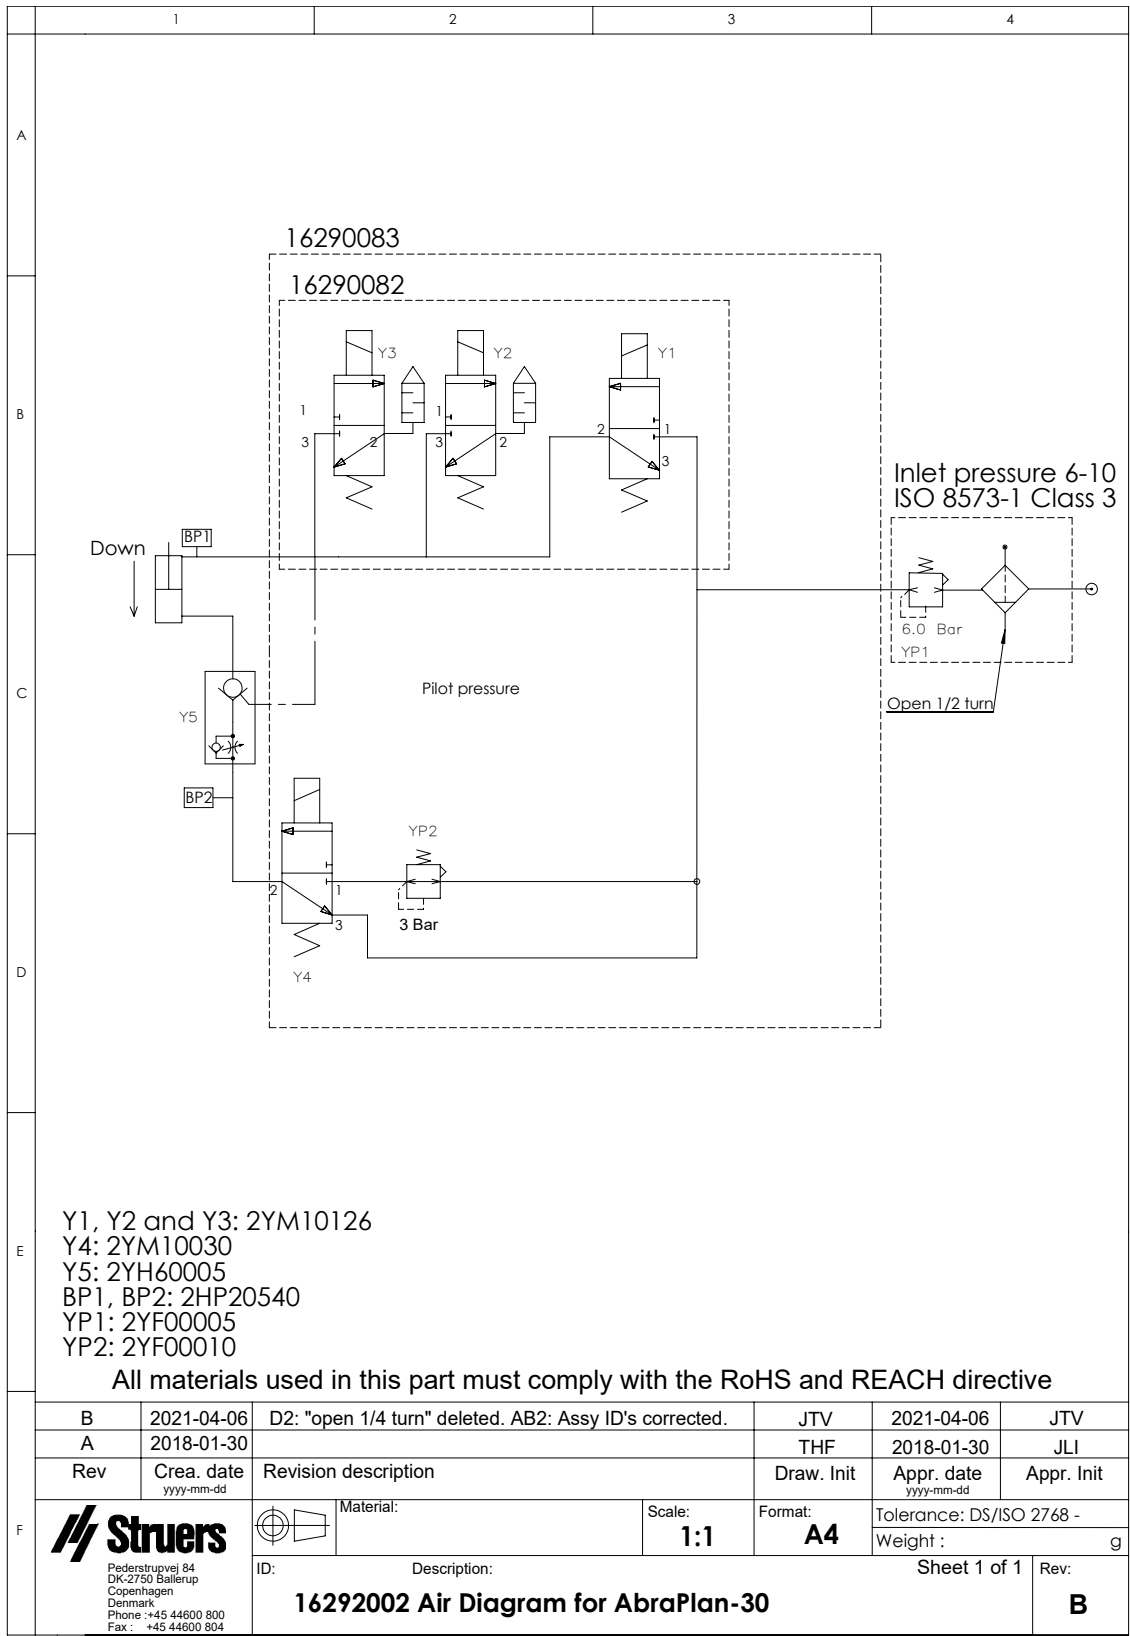 1 2 3 4
A
16290083
16290082
Y3 Y2 Y1
B
1 1
3 2 3 2 2 1
3
Inlet pressure 6-10
ISO 8573-1 Class 3
BP1
Down
6.0 Bar
YP1
C
Pilot pressure
Open 1/2 turn
Y5
BP2
YP2
2 1
3 Bar
3
D
Y4
Y1, Y2 and Y3: 2YM10126
E
Y4: 2YM10030
Y5: 2YH60005
BP1, BP2: 2HP20540
YP1: 2YF00005
YP2: 2YF00010
All materials used in this part must comply with the RoHS and REACH directive
B 2021-04-06 D2: "open 1/4 turn" deleted. AB2: Assy ID's corrected. JTV 2021-04-06 JTV
A 2018-01-30 THF 2018-01-30 JLI
Rev Crea. date Revision description Draw. Init Appr. date Appr. Init
yyyy-mm-dd yyyy-mm-dd
F
Struers
Material:
Scale:
1:1
Format:
A4
Tolerance: DS/ISO 2768 -
Weight : g
Pederstrupvej 84
DK-2750 Ballerup
Copenhagen
Denmark
Phone :+45 44600 800
Fax : +45 44600 804
ID: Description: Sheet 1 of 1 Rev:
16292002 Air Diagram for AbraPlan-30 B